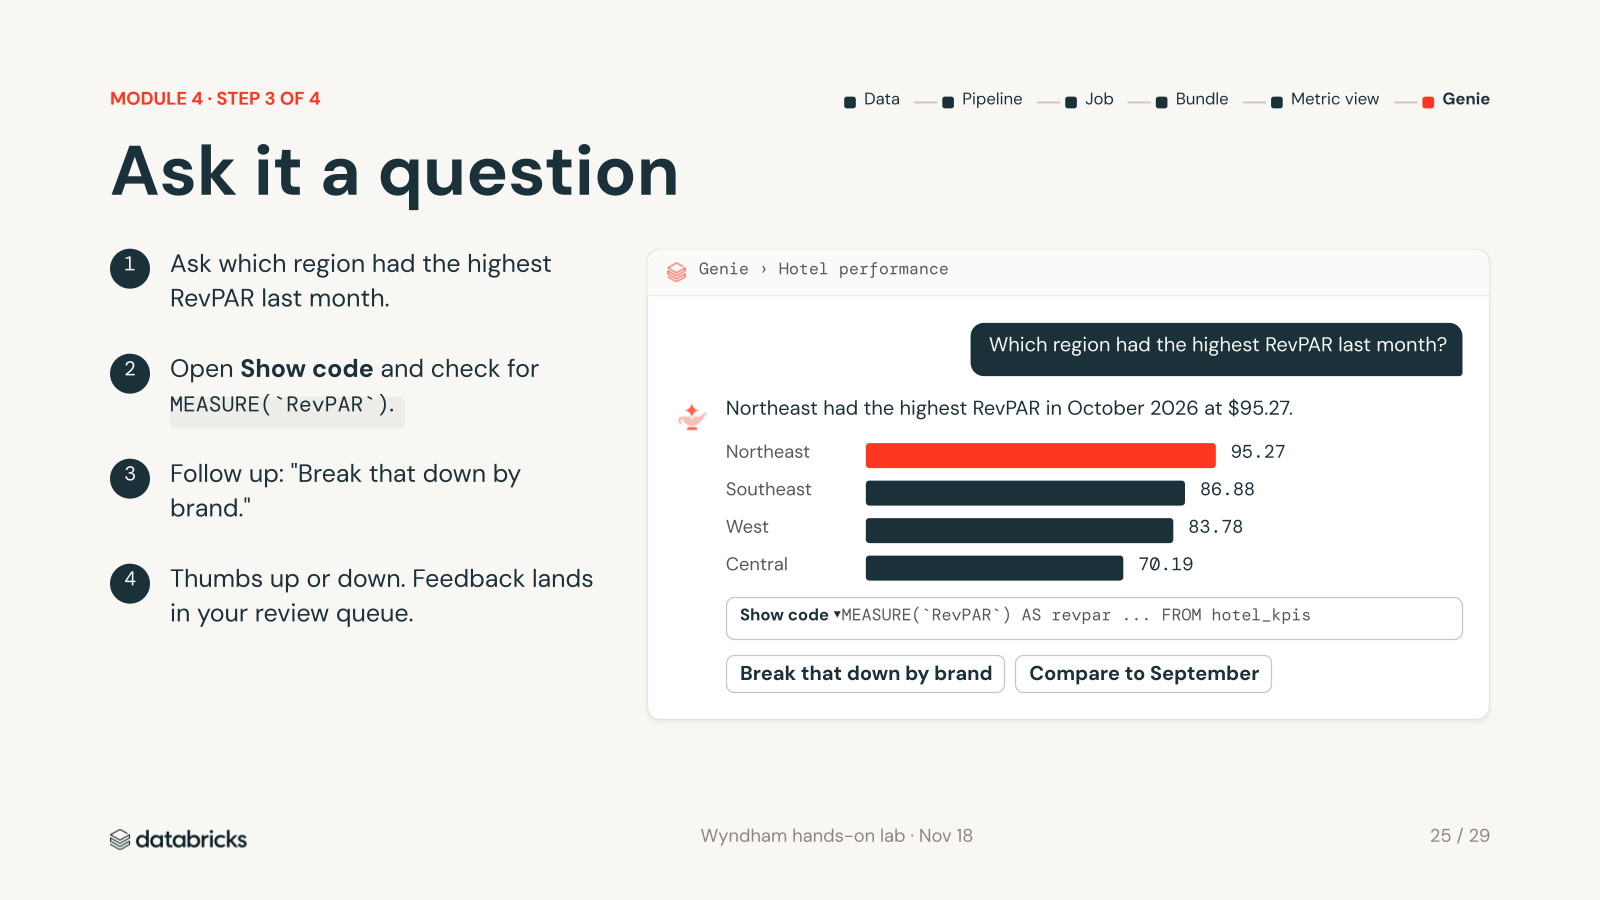 MODULE 4 · STEP 3 OF 4
Data
Pipeline
Job
Bundle
Metric view
Genie
Ask it a question
1
Ask which region had the highest
RevPAR last month.
2
Open Show code and check for
MEASURE(`RevPAR`).
3
Follow up: "Break that down by
brand."
4
Thumbs up or down. Feedback lands
in your review queue.
Genie › Hotel performance
Which region had the highest RevPAR last month?
Northeast had the highest RevPAR in October 2026 at $95.27.
Northeast 95.27
Southeast 86.88
West 83.78
Central 70.19
Show code ▾MEASURE(`RevPAR`) AS revpar ... FROM hotel_kpis
Break that down by brand
Compare to September
databricks
Wyndham hands-on lab · Nov 18
25 / 29